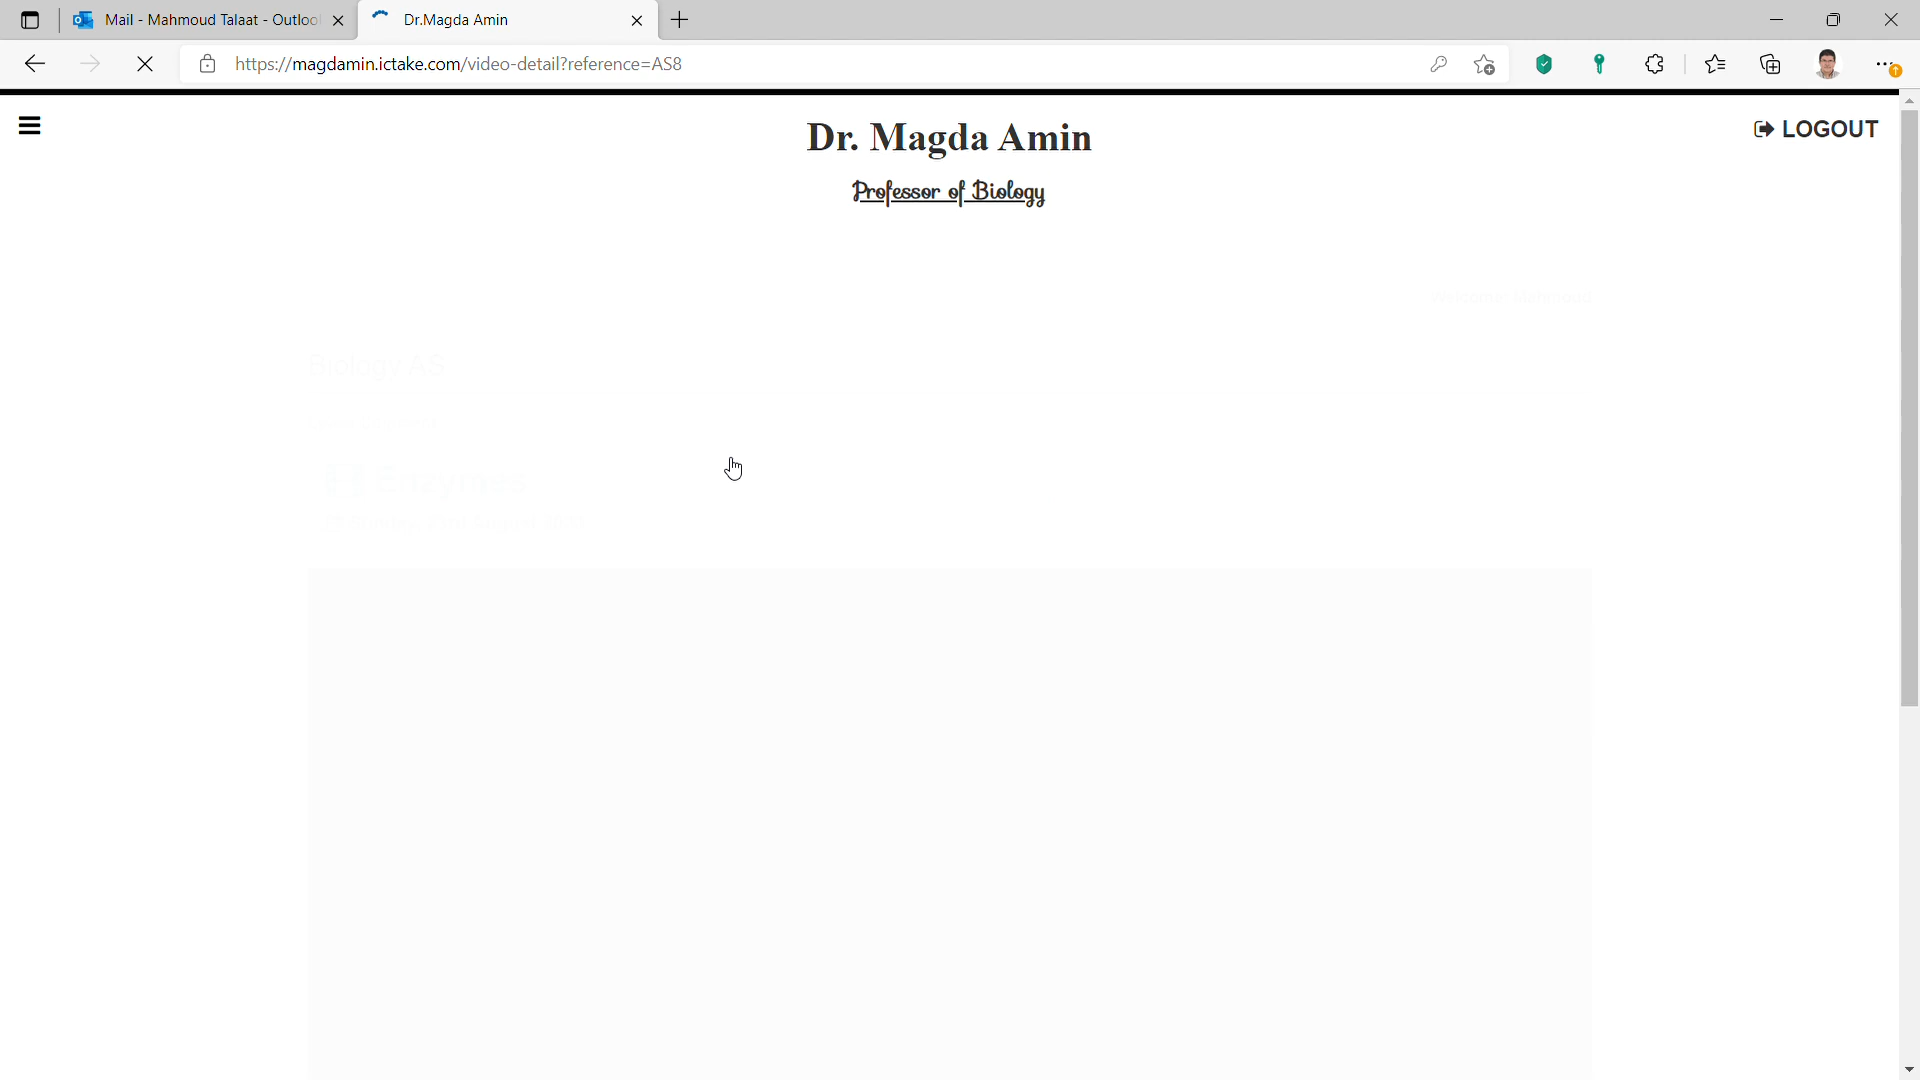 Mail - Mahmoud Talaat - Outloo
Dr.Magda Amin
https://magdamin.ictake.com/video-detail?reference=AS8
Dr. Magda Amin
LOGOUT
Professor of Biology
Biology AS
Enzymes